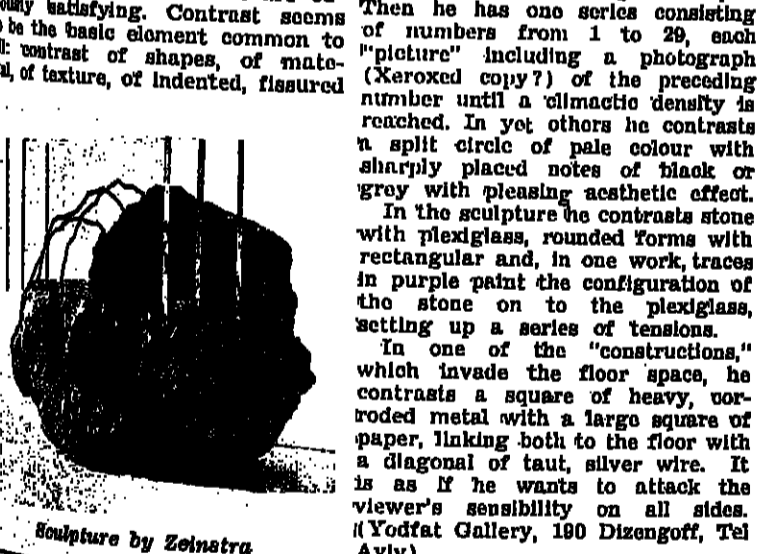 satisfying. Contrast seems
be the basic element common to
contrast of shapes, of mate-
of texture, of indented, fissured
Sculpture by Zeinstra
Then he has one series consisting
of numbers from 1 to 29, each
"picture" including a photograph
(Xeroxed copy?) of the preceding
number until a climactic density is
reached. In yet others he contrasts
a split circle of pale colour with
sharply placed notes of black or
grey with pleasing aesthetic effect.
In the sculpture he contrasts stone
with plexiglass, rounded forms with
rectangular and, in one work, traces
in purple paint the configuration of
the stone on to the plexiglass,
setting up a series of tensions.
In one of the "constructions,"
which invade the floor space, he
contrasts a square of heavy, cor-
roded metal with a large square of
paper, linking both to the floor with
a diagonal of taut, silver wire. It
is as if he wants to attack the
viewer's sensibility on all sides.
(Yodfat Gallery, 190 Dizengoff, Tel
Aviv)